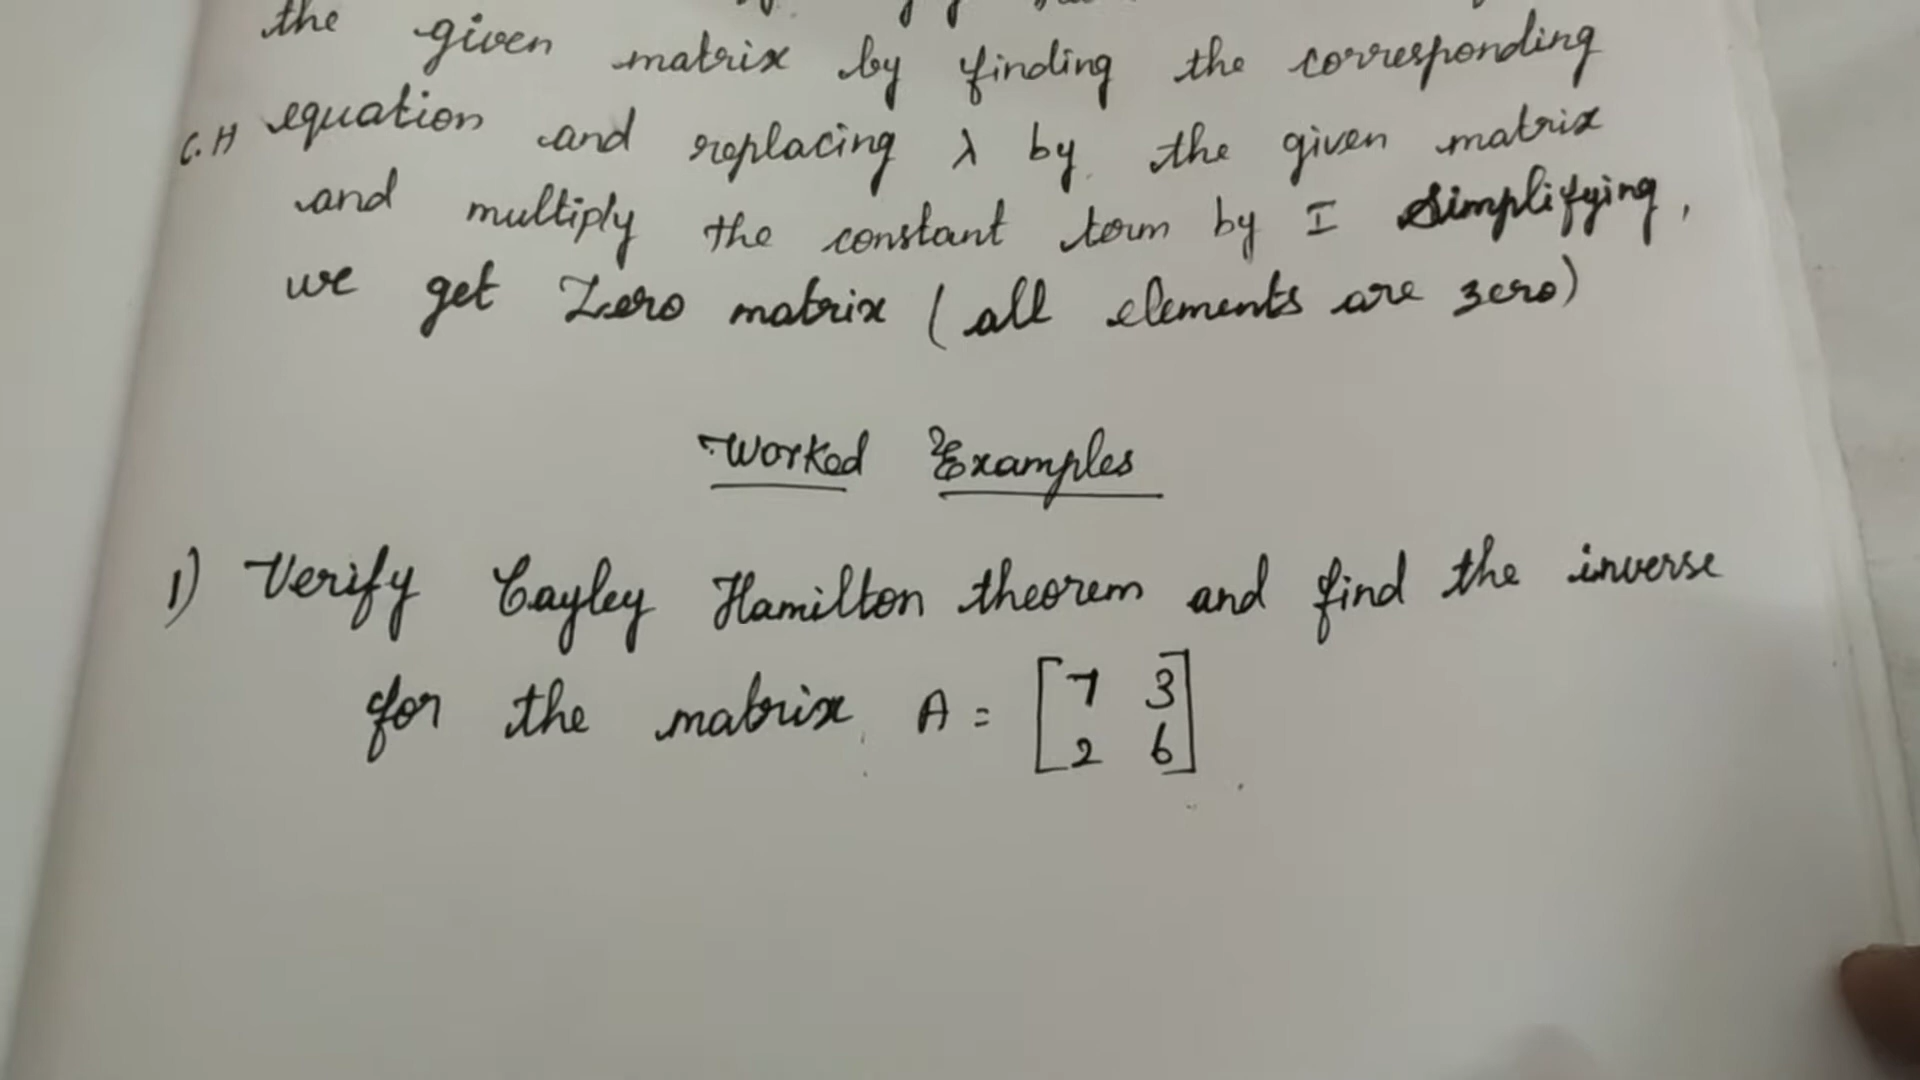 the given matrix by finding the corresponding
C.H equation and replacing λ by the given matrix
and multiply the constant term by I simplifying,
we get Zero matrix (all elements are zero)
Worked Examples
1) Verify Cayley Hamilton theorem and find the inverse
for the matrix A = [7 3
2 6]